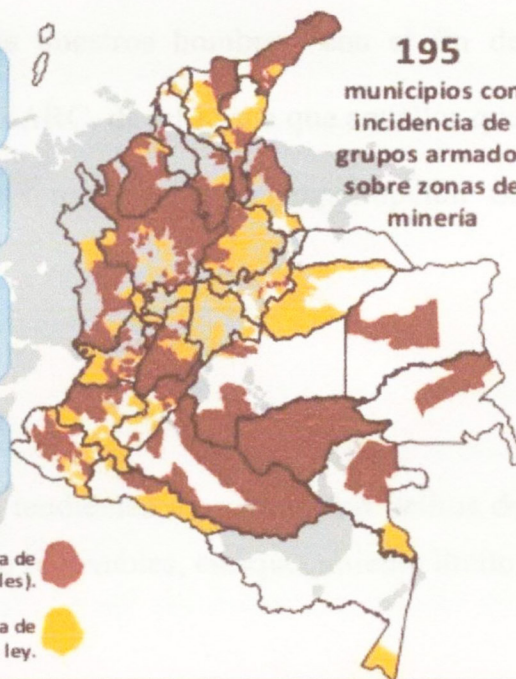 195
municipios con
incidencia de
grupos armado
sobre zonas de
minería
a de
les).
a de
ley.